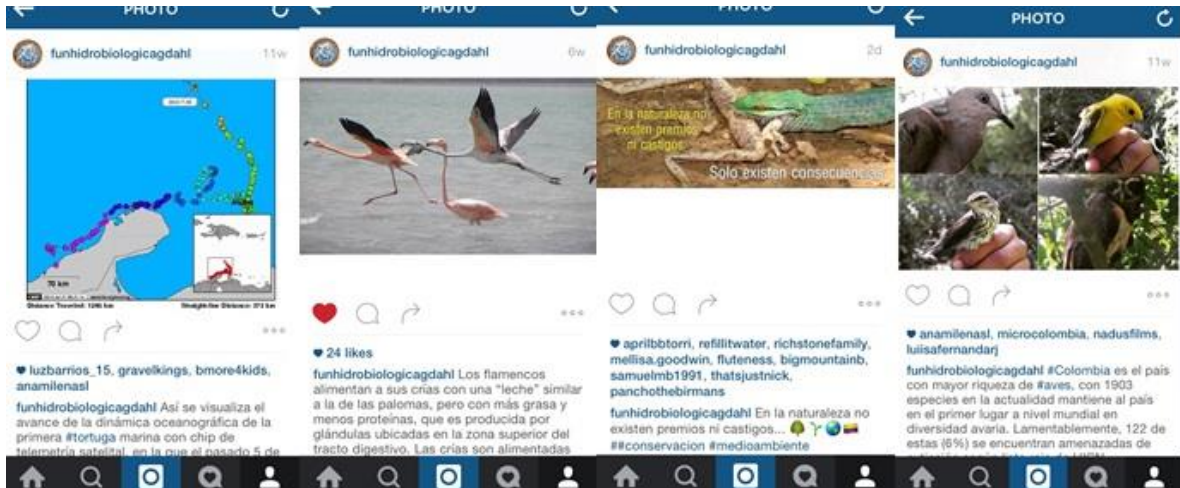 PHOTO
funhidrobiologicagdahl 11w
70 km
luzbarrios_15, gravelkings, bmore4kids,
anamilenasl
funhidrobiologicagdahl Así se visualiza el
avance de la dinámica oceanográfica de la
primera #tortuga marina con chip de
telemetría satelital, en la que el pasado 5 de
PHOTO
funhidrobiologicagdahl 6w
24 likes
funhidrobiologicagdahl Los flamencos
alimentan a sus crías con una “leche” similar
a la de las palomas, pero con más grasa y
menos proteínas, que es producida por
glándulas ubicadas en la zona superior del
tracto digestivo. Las crías son alimentadas
PHOTO
funhidrobiologicagdahl 2d
En la naturaleza no
existen premios
ni castigos.
Solo existen consecuencias
aprilbbtorri, refillitwater, richstonefamily,
mellisa.goodwin, fluteness, bigmountainb,
samuelmb1991, thatsjustnick,
panchothebirmans
funhidrobiologicagdahl En la naturaleza no
existen premios ni castigos...
##conservacion #medioambiente
PHOTO
funhidrobiologicagdahl 11w
anamilenasl, microcolombia, nadusfilms,
luiisafernandarj
funhidrobiologicagdahl #Colombia es el país
con mayor riqueza de #aves, con 1903
especies en la actualidad mantiene al país
en el primer lugar a nivel mundial en
diversidad avaria. Lamentablemente, 122 de
estas (6%) se encuentran amenazadas de